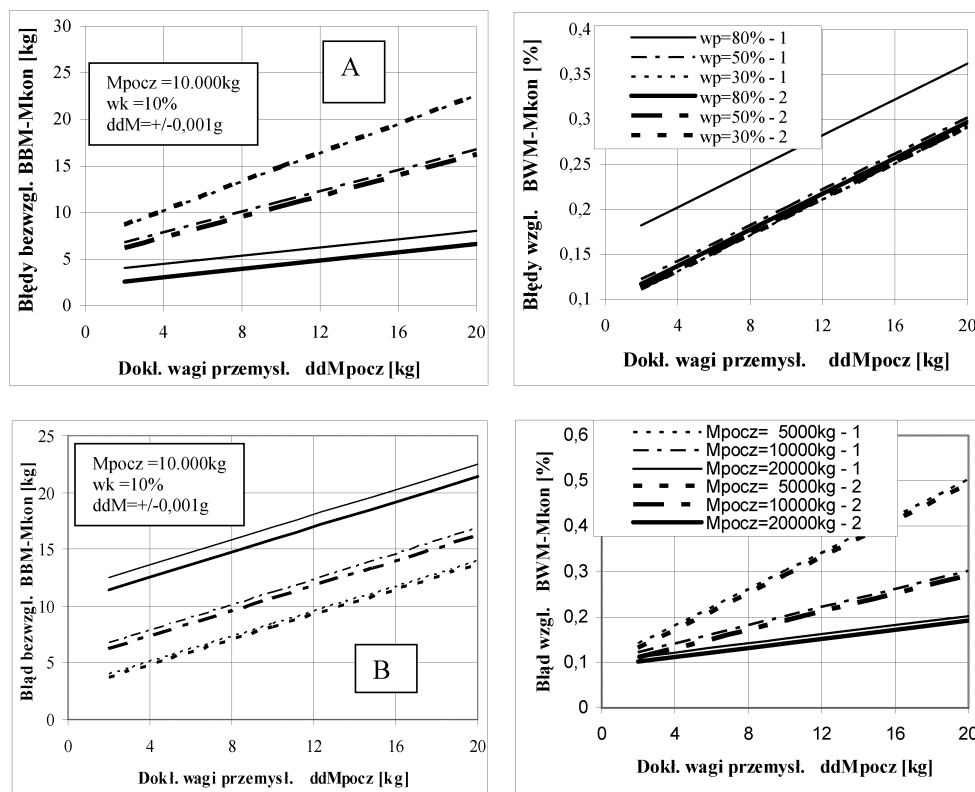 Błędy bezwzgl. BBM-Mkon [kg]
30
25
20
15
10
5
0
A
Mpocz =10.000kg
wk =10%
ddM=+/-0,001g
0 4 8 12 16 20
Dokł. wagi przemysł. ddMpocz [kg]
Błędy wzgl. BWM-Mkon [%]
0,4
0,35
0,3
0,25
0,2
0,15
0,1
wp=80% - 1
wp=50% - 1
wp=30% - 1
wp=80% - 2
wp=50% - 2
wp=30% - 2
0 4 8 12 16 20
Dokł. wagi przemysł. ddMpocz [kg]
Błąd bezwzgl. BBM-Mkon [kg]
25
20
15
10
5
0
Mpocz =10.000kg
wk =10%
ddM=+/-0,001g
B
0 4 8 12 16 20
Dokł. wagi przemysł. ddMpocz [kg]
Błąd wzgl. BWM-Mkon [%]
0,6
0,5
0,4
0,3
0,2
0,1
0
Mpocz= 5000kg - 1
Mpocz=10000kg - 1
Mpocz=20000kg - 1
Mpocz= 5000kg - 2
Mpocz=10000kg - 2
Mpocz=20000kg - 2
0 4 8 12 16 20
Dokł. wagi przemysł. ddMpocz [kg]